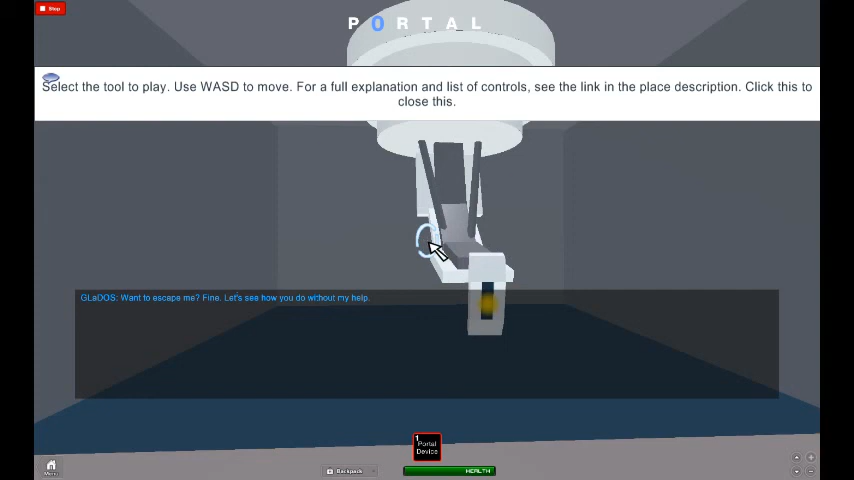 Stop
PORTAL
Select the tool to play. Use WASD to move. For a full explanation and list of controls, see the link in the place description. Click this to
close this.
GLaDOS: Want to escape me? Fine. Let's see how you do without my help.
1
Portal
Device
Menu
Backpack
HEALTH